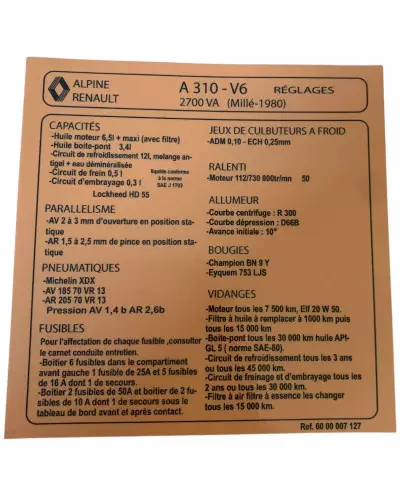 ALPINE
RENAULT
A 310 - V6
2700 VA (Millé-1980)
RÉGLAGES
CAPACITÉS
-Huile moteur 6,5l + maxi (avec filtre)
- Huile boite-pont 3,4l
-Circuit de refroidissement 12l, melange an
tigel + eau déminéralisée
-Circuit de frein 0,5 l
-Circuit d'embrayage 0,3 l
liquide conforme
à la norme
SAE J 1703
Lockheed HD 55
PARALLELISME
-AV 2 à 3 mm d'ouverture en position sta
tique
-AR 1,5 à 2,5 mm de pince en position sta
tique
PNEUMATIQUES
-Michelin XDX
-AV 185 70 VR 13
-AR 205 70 VR 13
Pression AV 1,4 b AR 2,6b
FUSIBLES
Pour l'affectation de chaque fusible ,consulter
le carnet conduite entretien.
-Boitier 6 fusibles dans le compartiment
avant gauche 1 fusible de 25A et 5 fusibles
de 16 A dont 1 de secours.
-Boitier 2 fusibles de 50A et boitier de 2 fu-
sibles de 10 A dont 1 de secours sous le
tableau de bord avant et après contact.
JEUX DE CULBUTEURS A FROID
-ADM 0,10 - ECH 0,25mm
RALENTI
-Moteur 112/730 800tr/mn 50
ALLUMEUR
-Courbe centrifuge : R 300
-Courbe dépression : D66B
-Avance initiale : 10°
BOUGIES
-Champion BN 9 Y
-Eyquem 753 LJS
VIDANGES
-Moteur tous les 7 500 km, Elf 20 W 50.
-Filtre à huile à remplacer à 1000 km puis
tous les 15 000 km
-Boite-pont tous les 30 000 km huile API-
GL 5 ( norme SAE-80).
-Circuit de refroidissement tous les 3 ans
ou tous les 45 000 km.
-Circuit de freinage et d'embrayage tous les
2 ans ou tous les 30 000 km.
-Filtre à air filtre à essence les changer
tous les 15 000 km.
Ref. 60 00 007 127